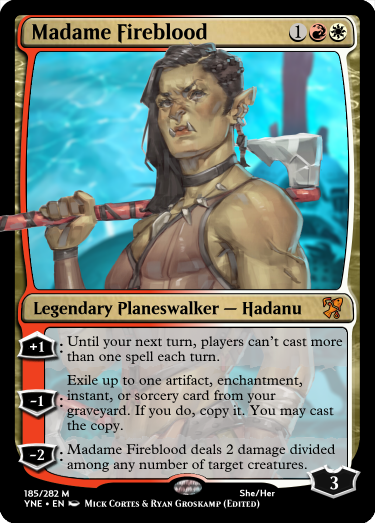 Madame Fireblood 1
Legendary Planeswalker — Hadanu
+1: Until your next turn, players can't cast more
than one spell each turn.
-1: Exile up to one artifact, enchantment,
instant, or sorcery card from your
graveyard. If you do, copy it. You may cast
the copy.
-2: Madame Fireblood deals 2 damage divided
among any number of target creatures.
3
185/282 M She/Her
YNE • EN Mick Cortes & Ryan Groskamp (Edited)